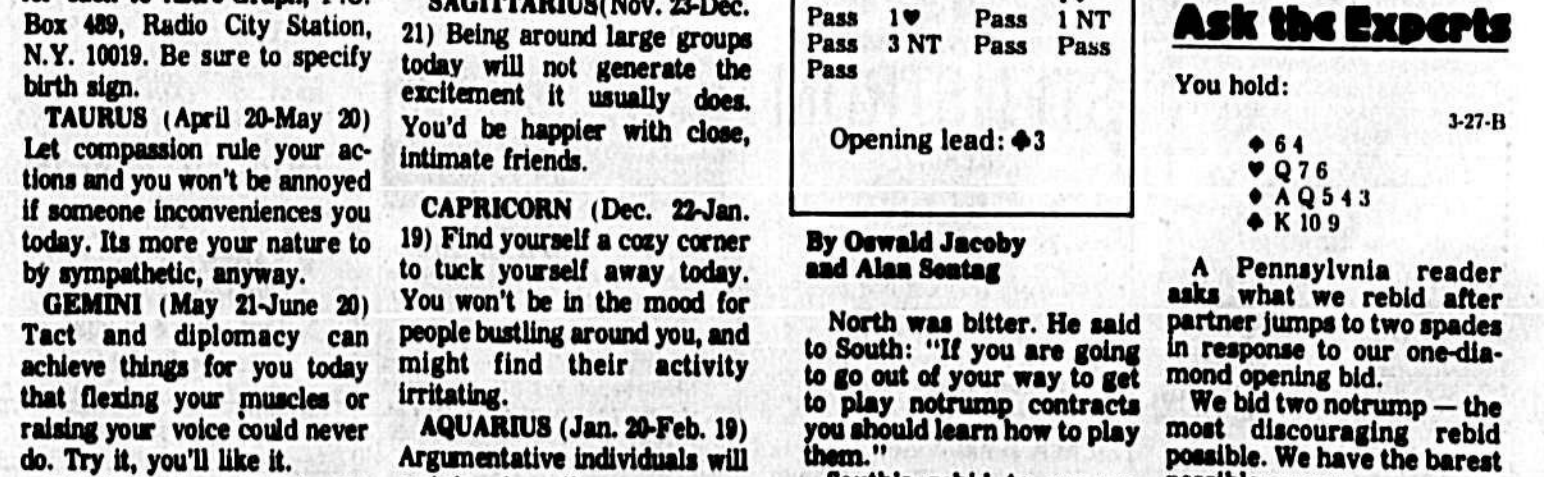 Box 489, Radio City Station,
N.Y. 10019. Be sure to specify
birth sign.
TAURUS (April 20-May 20)
Let compassion rule your ac-
tions and you won't be annoyed
if someone inconveniences you
today. Its more your nature to
by sympathetic, anyway.
GEMINI (May 21-June 20)
Tact and diplomacy can
achieve things for you today
that flexing your muscles or
raising your voice could never
do. Try it, you'll like it.
SAGITTARIUS (Nov. 23-Dec.
21) Being around large groups
today will not generate the
excitement it usually does.
You'd be happier with close,
intimate friends.
CAPRICORN (Dec. 22-Jan.
19) Find yourself a cozy corner
to tuck yourself away today.
You won't be in the mood for
people bustling around you, and
might find their activity
irritating.
AQUARIUS (Jan. 20-Feb. 19)
Argumentative individuals will
Pass 1♥ Pass 1 NT
Pass 3 NT Pass Pass
Pass
Opening lead: ♣3
By Oswald Jacoby
and Alan Sontag
North was bitter. He said
to South: "If you are going
to go out of your way to get
to play notrump contracts
you should learn how to play
them."
Ask the Experts
You hold:
3-27-B
♠ 6 4
♥ Q 7 6
♦ A Q 5 4 3
♣ K 10 9
A Pennsylvnia reader
asks what we rebid after
partner jumps to two spades
in response to our one-dia-
mond opening bid.
We bid two notrump — the
most discouraging rebid
possible. We have the barest